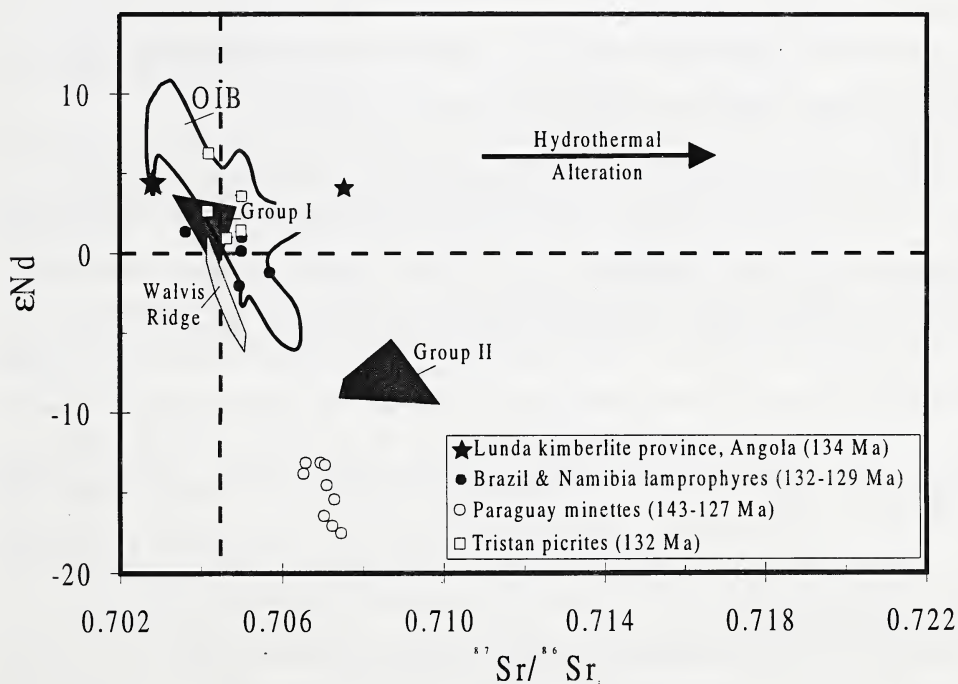 10
0
-10
-20
εNd
OIB
Group I
Walvis
Ridge
Group II
Hydrothermal
Alteration
★ Lunda kimberlite province, Angola (134 Ma)
● Brazil & Namibia lamprophyres (132-129 Ma)
○ Paraguay minettes (143-127 Ma)
□ Tristan picrites (132 Ma)
0.702 0.706 0.710 0.714 0.718 0.722
⁸⁷Sr/⁸⁶Sr